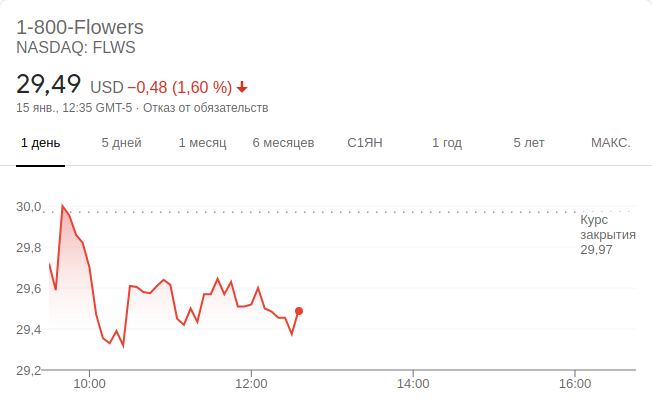 1-800-Flowers
NASDAQ: FLWS
29,49 USD −0,48 (1,60 %)
15 янв., 12:35 GMT-5 · Отказ от обязательств
1 день 5 дней 1 месяц 6 месяцев С1ЯН 1 год 5 лет МАКС.
30,0
Курс
закрытия
29,97
29,8
29,6
29,4
29,2
10:00 12:00 14:00 16:00